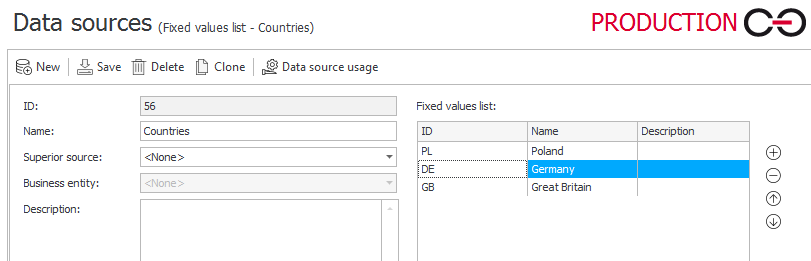 Data sources (Fixed values list - Countries)
PRODUCTION
New Save Delete Clone Data source usage
ID: 56
Name: Countries
Superior source: <None>
Business entity: <None>
Description:
Fixed values list:
ID Name Description
PL Poland
DE Germany
GB Great Britain